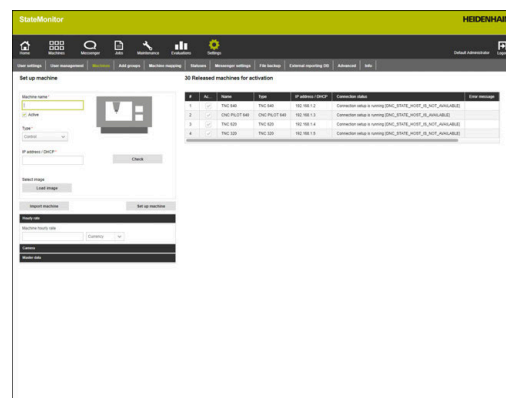 StateMonitor
HEIDENHAIN
Home
Machines
Messenger
Jobs
Maintenance
Evaluations
Settings
Default Administrator
User settings
User management
Machines
Add groups
Machine mapping
Statuses
Messenger settings
File backup
External reporting DB
Advanced
Jobs
Set up machine
Machine name *
Active
Type *
Control
IP address / DHCP *
Check
Select image
Load image
Import machine
Set up machine
Hourly rate
Machine hourly rate
Currency
Camera
Master data
30 Released machines for activation
# Ac... Name Type IP address / DHCP Connection status Error message
1 TNC 640 TNC 640 192.168.1.2 Connection setup is running [DNC_STATE_HOST_IS_NOT_AVAILABLE]
2 CNC PILOT 640 CNC PILOT 640 192.168.1.3 Connection setup is running [DNC_STATE_HOST_IS_NOT_AVAILABLE]
3 TNC 620 TNC 620 192.168.1.4 Connection setup is running [DNC_STATE_HOST_IS_NOT_AVAILABLE]
4 TNC 320 TNC 320 192.168.1.5 Connection setup is running [DNC_STATE_HOST_IS_NOT_AVAILABLE]